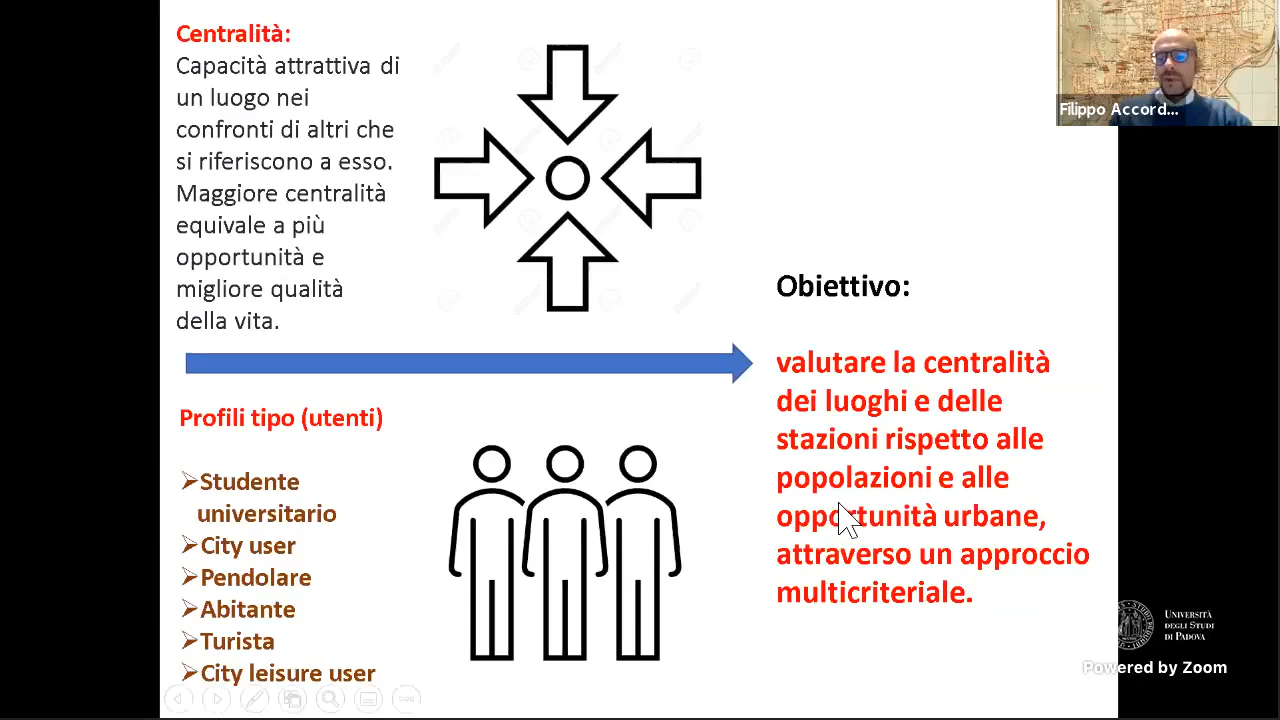 Centralità:
Capacità attrattiva di
un luogo nei
confronti di altri che
si riferiscono a esso.
Maggiore centralità
equivale a più
opportunità e
migliore qualità
della vita.
Filippo Accord...
Obiettivo:
valutare la centralità
dei luoghi e delle
stazioni rispetto alle
popolazioni e alle
opportunità urbane,
attraverso un approccio
multicriteriale.
Profili tipo (utenti)
Studente
universitario
City user
Pendolare
Abitante
Turista
City leisure user
UNIVERSITÀ
DEGLI STUDI
DI PADOVA
Powered by Zoom